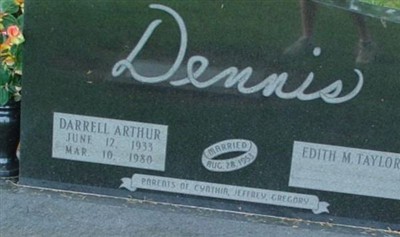 Dennis
DARRELL ARTHUR
JUNE 12, 1933
MAR 10, 1980
MARRIED
AUG. 28, 1952
EDITH M. TAYLOR
PARENTS OF CYNTHIA, JEFFREY, GREGORY